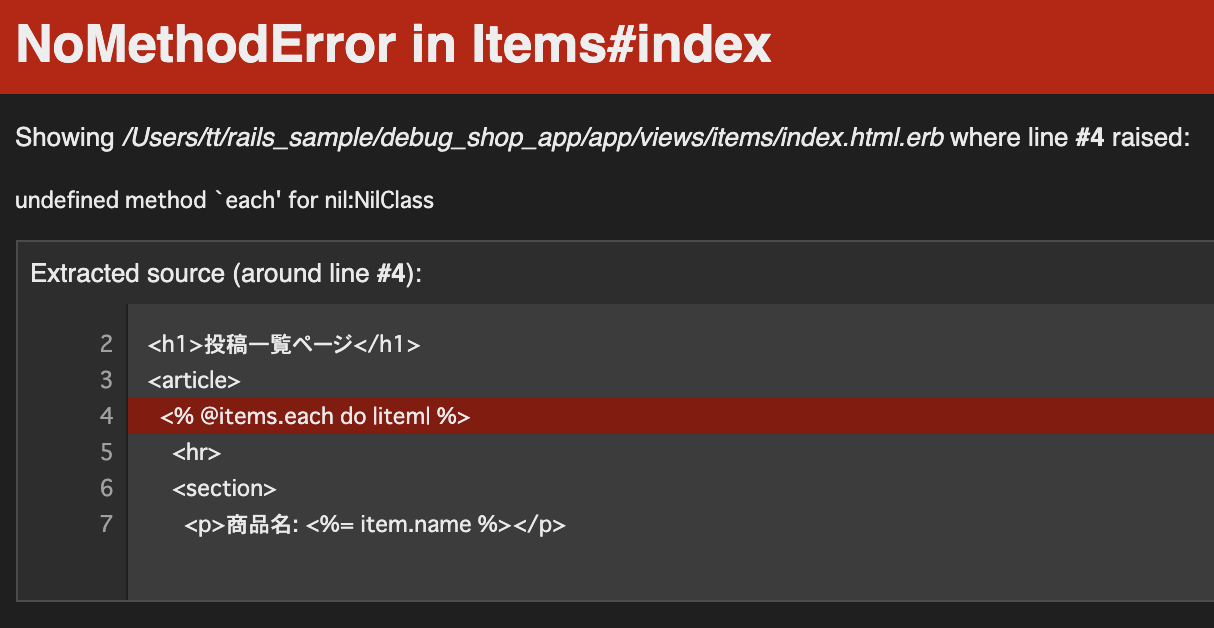 NoMethodError in Items#index
Showing /Users/tt/rails_sample/debug_shop_app/app/views/items/index.html.erb where line #4 raised:
undefined method `each' for nil:NilClass
Extracted source (around line #4):
2 <h1>投稿一覧ページ</h1>
3 <article>
4 <% @items.each do |item| %>
5 <hr>
6 <section>
7 <p>商品名: <%= item.name %></p>